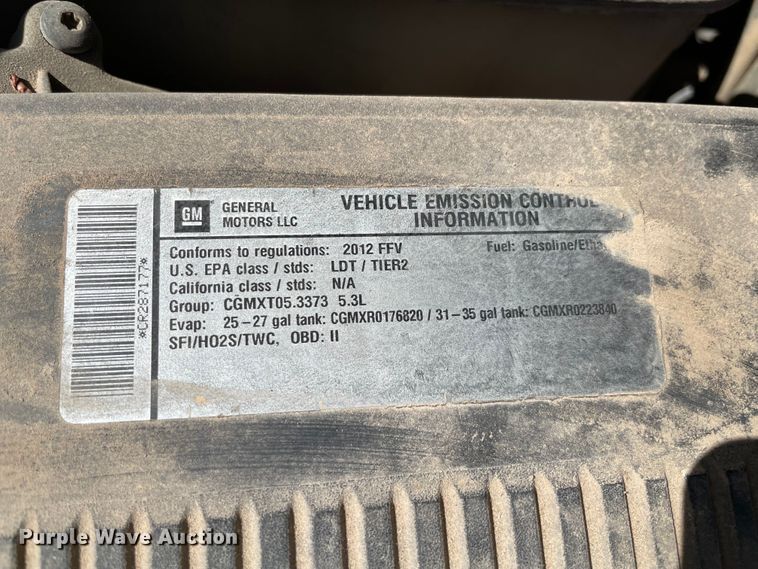 *CR287177*
GM
GENERAL
MOTORS LLC
VEHICLE EMISSION CONTROL
INFORMATION
Conforms to regulations: 2012 FFV Fuel: Gasoline/Etha
U.S. EPA class / stds: LDT / TIER2
California class / stds: N/A
Group: CGMXT05.3373 5.3L
Evap: 25-27 gal tank: CGMXR0176820 / 31-35 gal tank: CGMXR0223840
SFI/HO2S/TWC, OBD: II
Purple Wave Auction